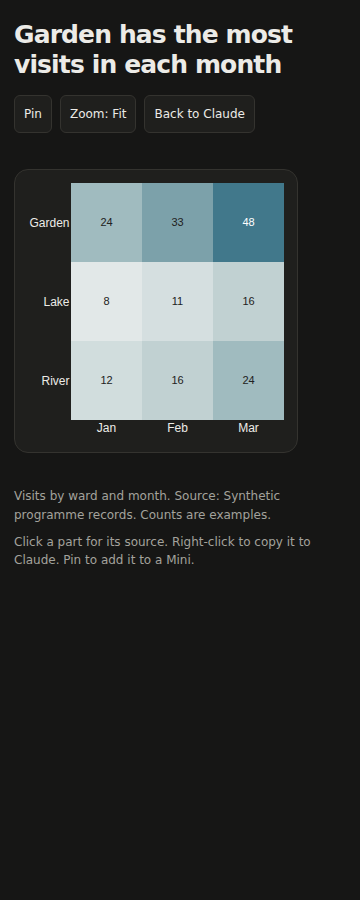 Garden has the most
visits in each month
Pin
Zoom: Fit
Back to Claude
Garden 24 33 48
Lake 8 11 16
River 12 16 24
Jan Feb Mar
Visits by ward and month. Source: Synthetic
programme records. Counts are examples.
Click a part for its source. Right-click to copy it to
Claude. Pin to add it to a Mini.